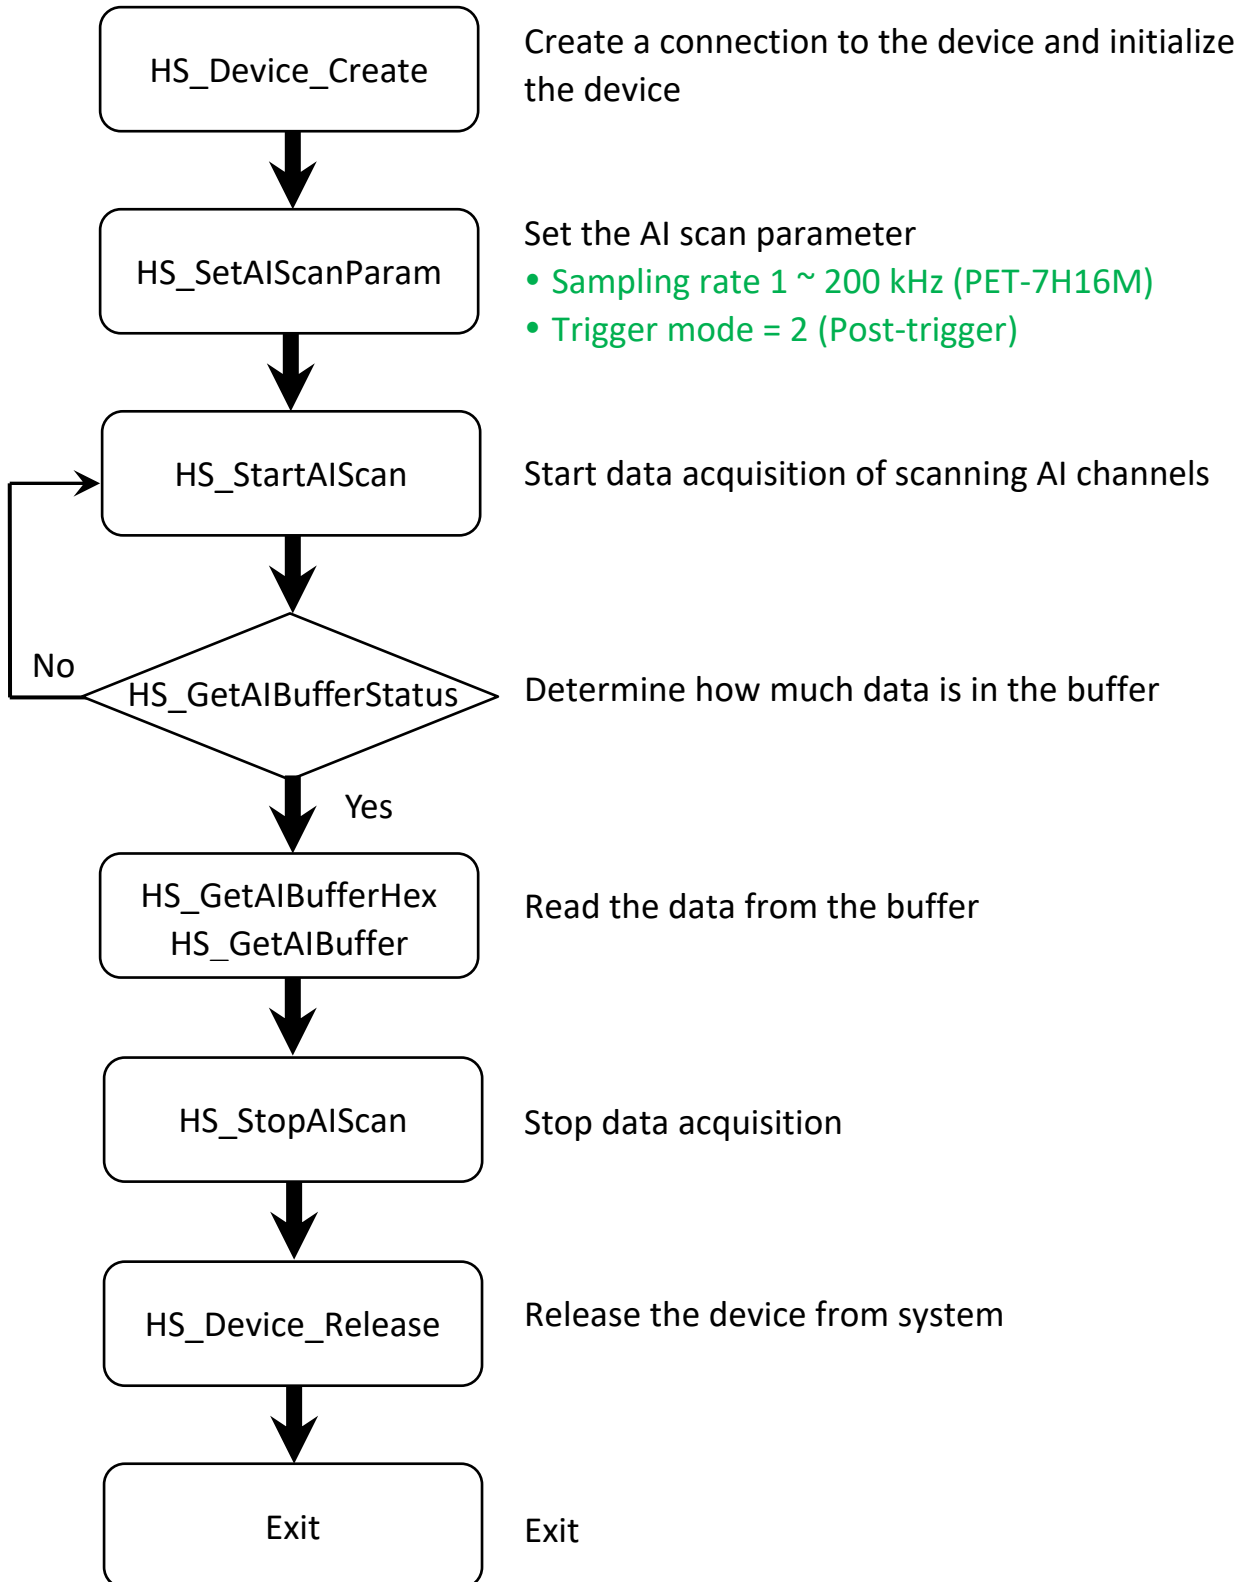 HS_Device_Create
Create a connection to the device and initialize
the device
HS_SetAIScanParam
Set the AI scan parameter
• Sampling rate 1 ~ 200 kHz (PET-7H16M)
• Trigger mode = 2 (Post-trigger)
HS_StartAIScan
Start data acquisition of scanning AI channels
No
HS_GetAIBufferStatus
Determine how much data is in the buffer
Yes
HS_GetAIBufferHex
HS_GetAIBuffer
Read the data from the buffer
HS_StopAIScan
Stop data acquisition
HS_Device_Release
Release the device from system
Exit
Exit